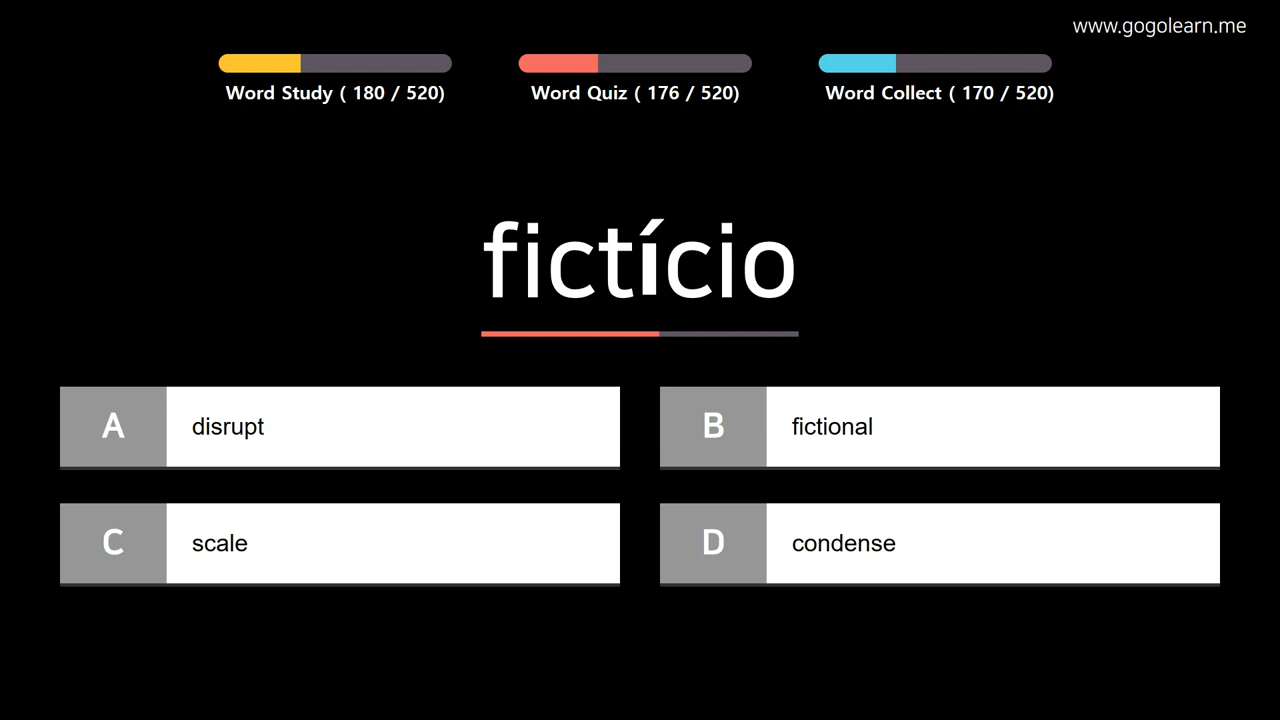 www.gogolearn.me
Word Study ( 180 / 520)
Word Quiz ( 176 / 520)
Word Collect ( 170 / 520)
fictício
A disrupt
B fictional
C scale
D condense